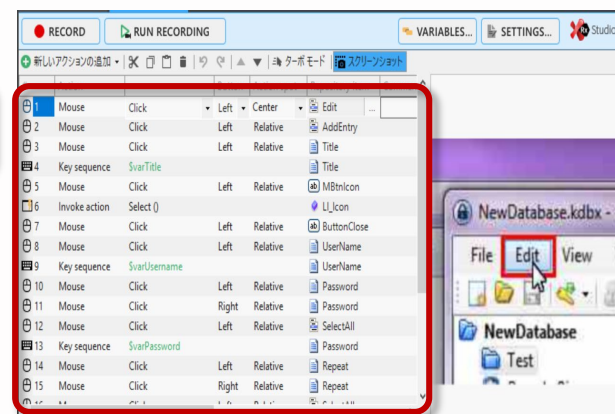 RECORD RUN RECORDING VARIABLES... SETTINGS... Rx Studio
新しいアクションの追加 ターボモード スクリーンショット
1 Mouse Click Left Center Edit ...
2 Mouse Click Left Relative AddEntry
3 Mouse Click Left Relative Title
4 Key sequence $varTitle Title
5 Mouse Click Left Relative MBtnIcon
6 Invoke action Select () LI_Icon
7 Mouse Click Left Relative ButtonClose
8 Mouse Click Left Relative UserName
9 Key sequence $varUsername UserName
10 Mouse Click Left Relative Password
11 Mouse Click Right Relative Password
12 Mouse Click Left Relative SelectAll
13 Key sequence $varPassword Password
14 Mouse Click Left Relative Repeat
15 Mouse Click Right Relative Repeat
NewDatabase.kdbx -
File Edit View
NewDatabase
Test